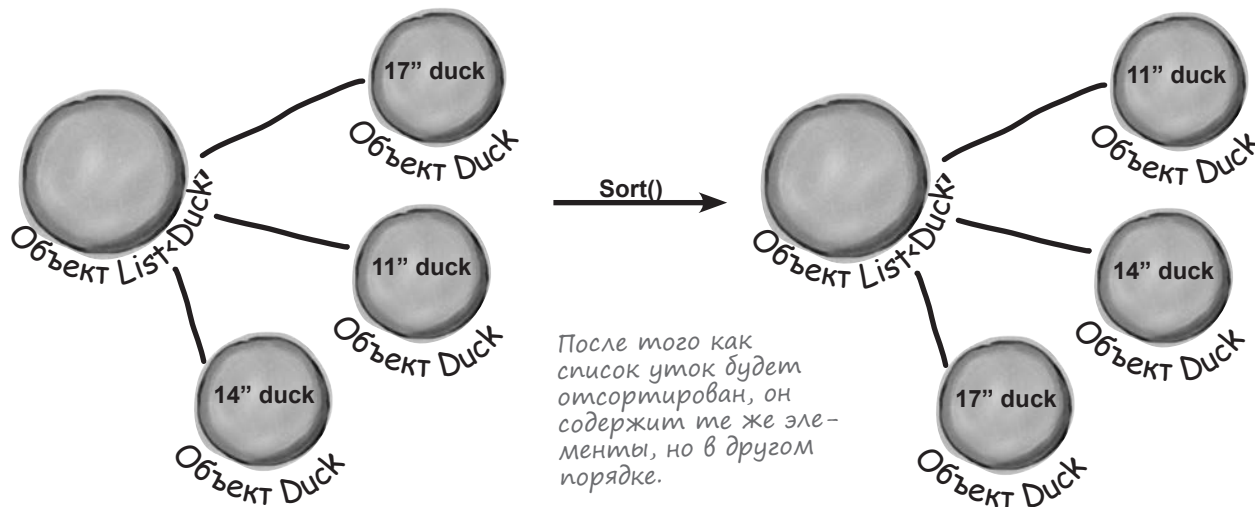 17” duck
Объект Duck
Объект List<Duck>
11” duck
Объект Duck
14” duck
Объект Duck
Sort()
После того как
список уток будет
отсортирован, он
содержит те же эле-
менты, но в другом
порядке.
11” duck
Объект Duck
Объект List<Duck>
14” duck
Объект Duck
17” duck
Объект Duck